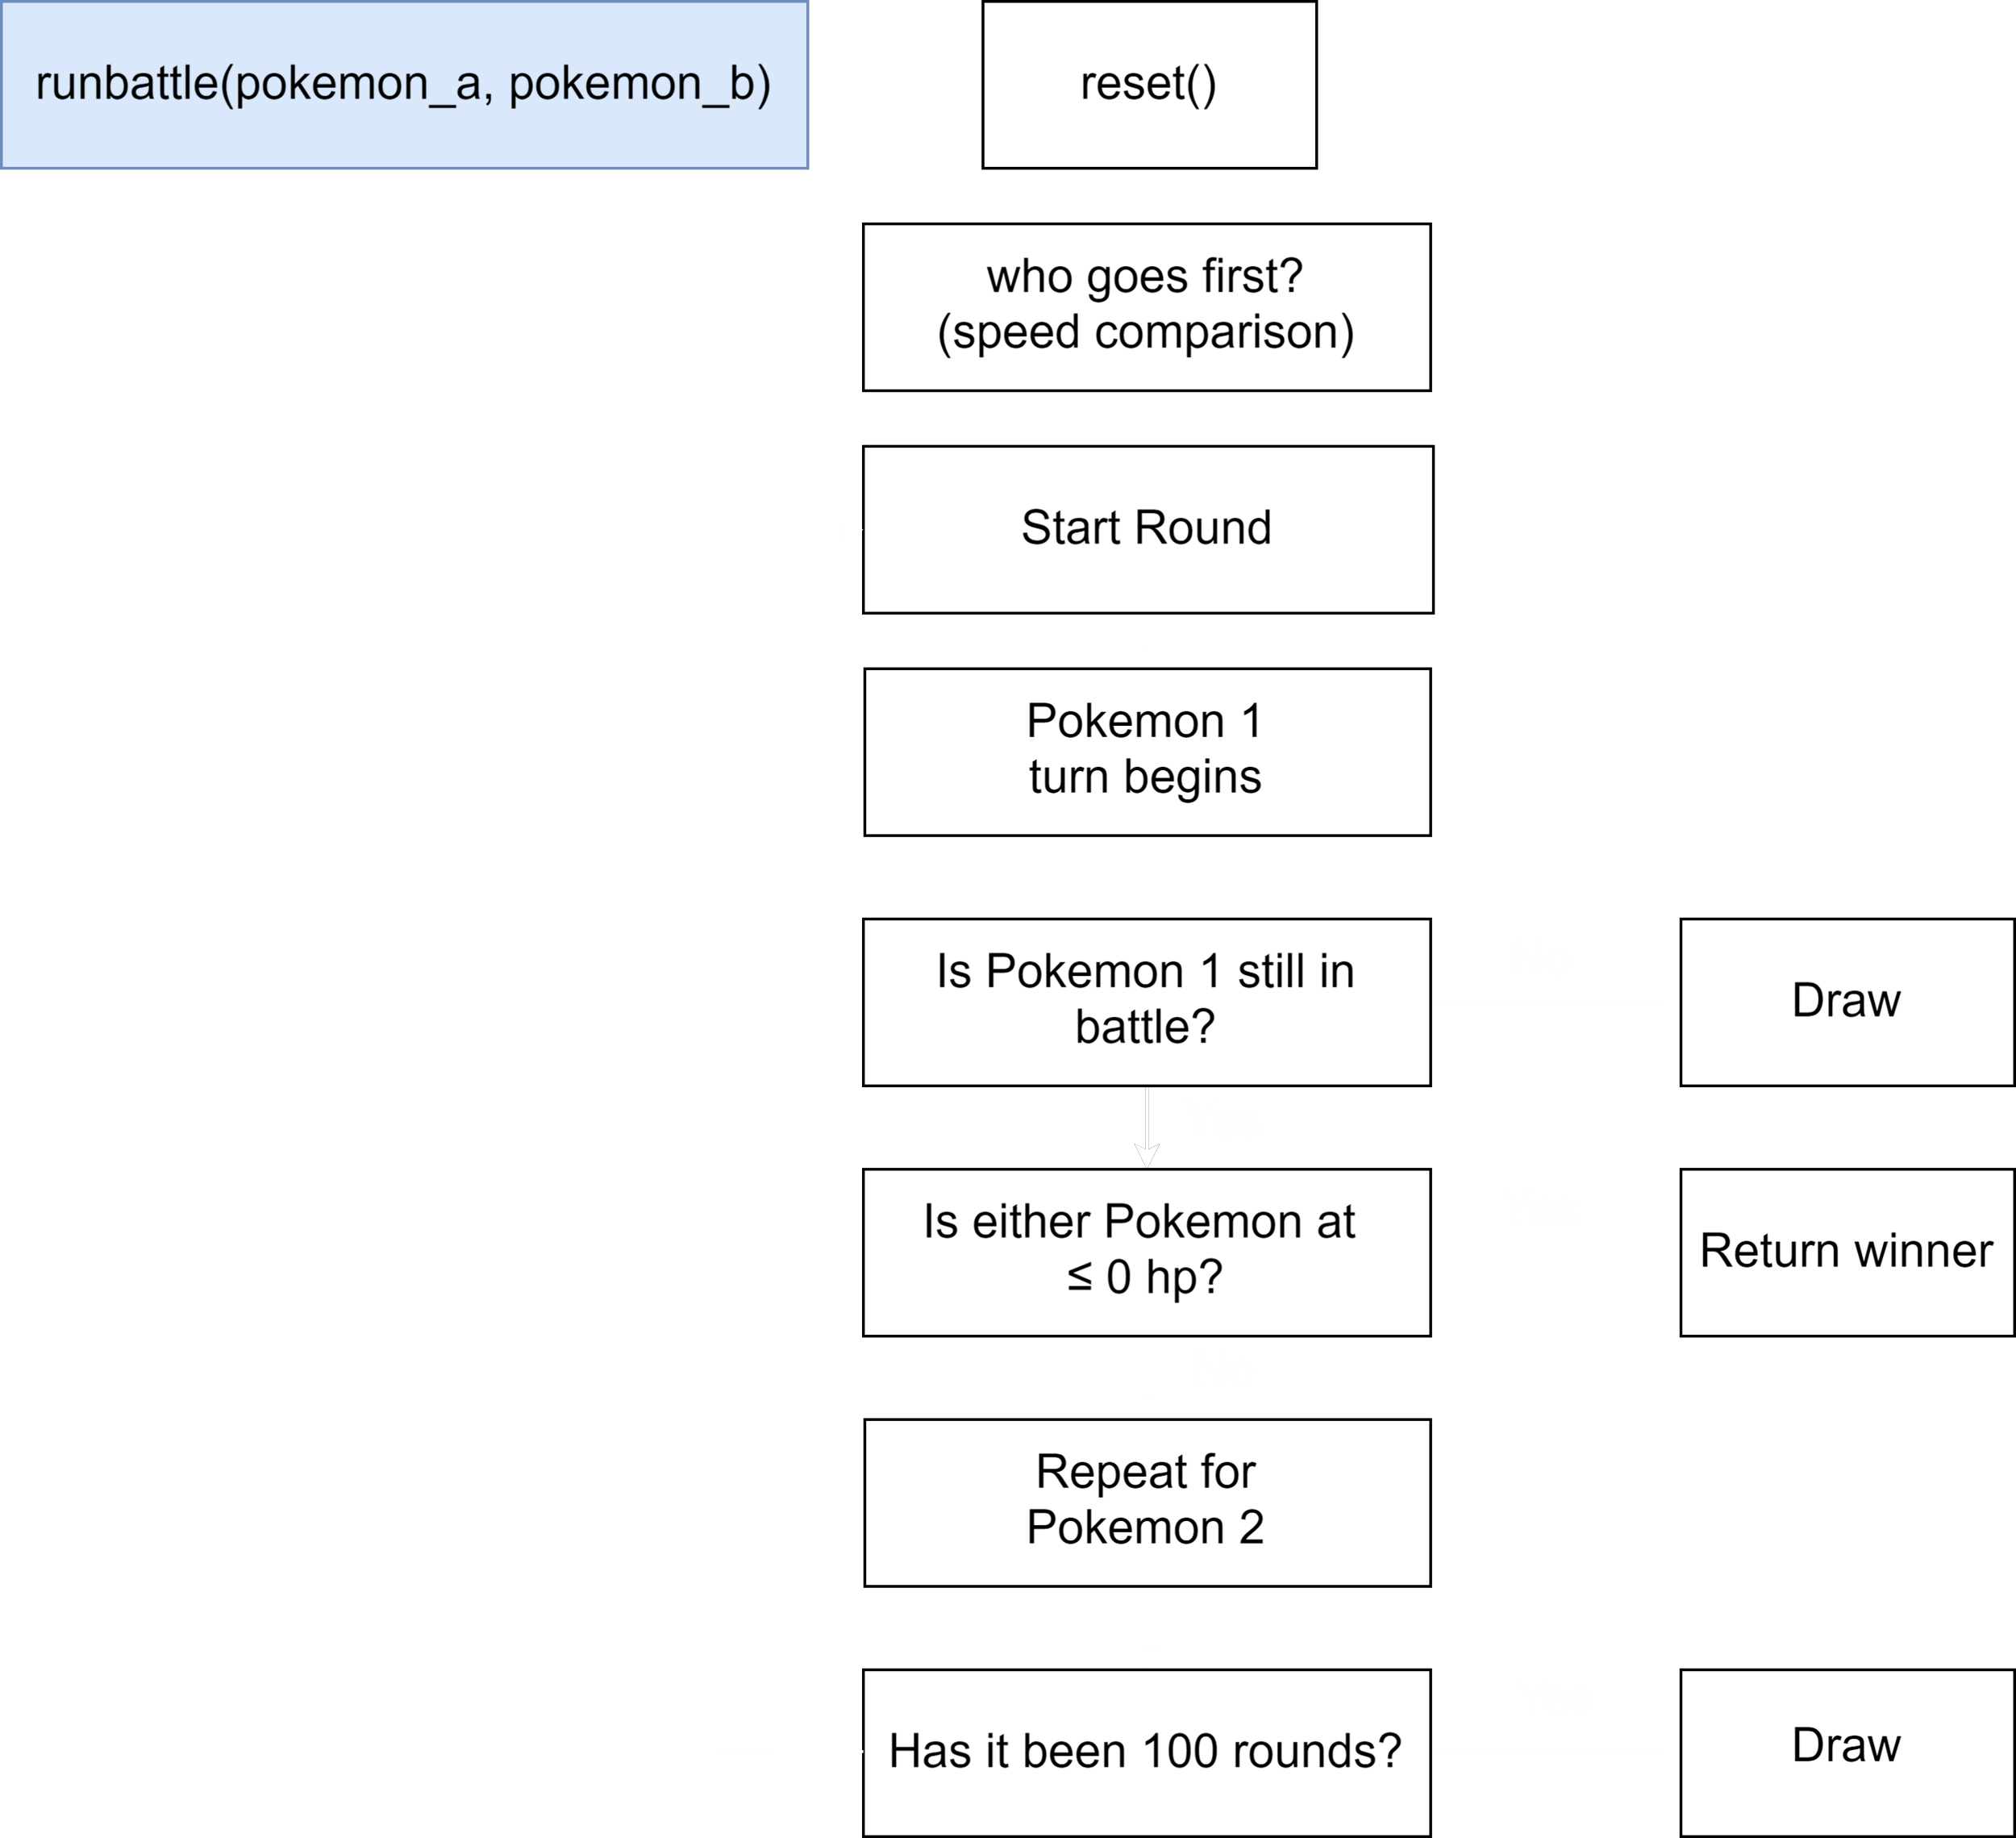 runbattle(pokemon_a, pokemon_b)
reset()
who goes first?
(speed comparison)
Start Round
Pokemon 1
turn begins
Is Pokemon 1 still in
battle?
Draw
Is either Pokemon at
≤ 0 hp?
Return winner
Repeat for
Pokemon 2
Has it been 100 rounds?
Draw